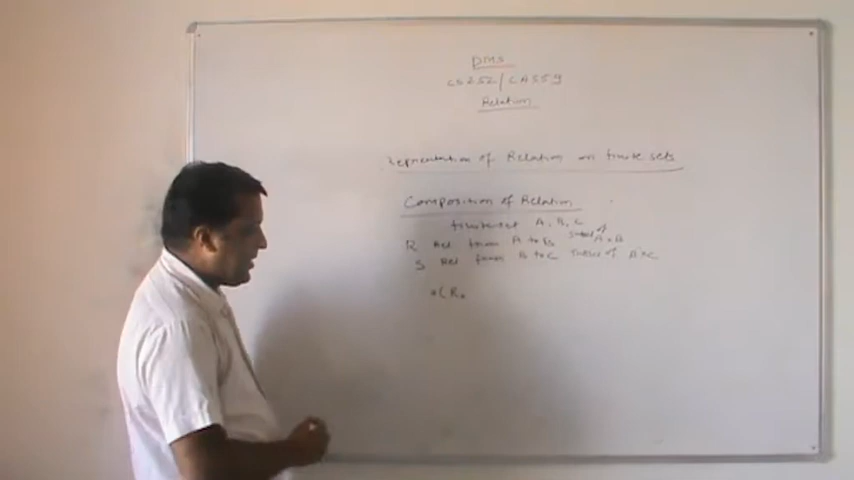 DMS
CS252/CA559
Relation
Representation of Relation on finite sets
Composition of Relation
finite set A, B, C
R Rel from A to B subset of A×B
S Rel from B to C subset of B×C